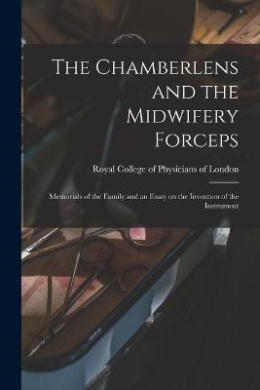 The Chamberlens
and the
Midwifery
Forceps
Royal College of Physicians of London
Memorials of the Family and an Essay on the Invention of the
Instrument